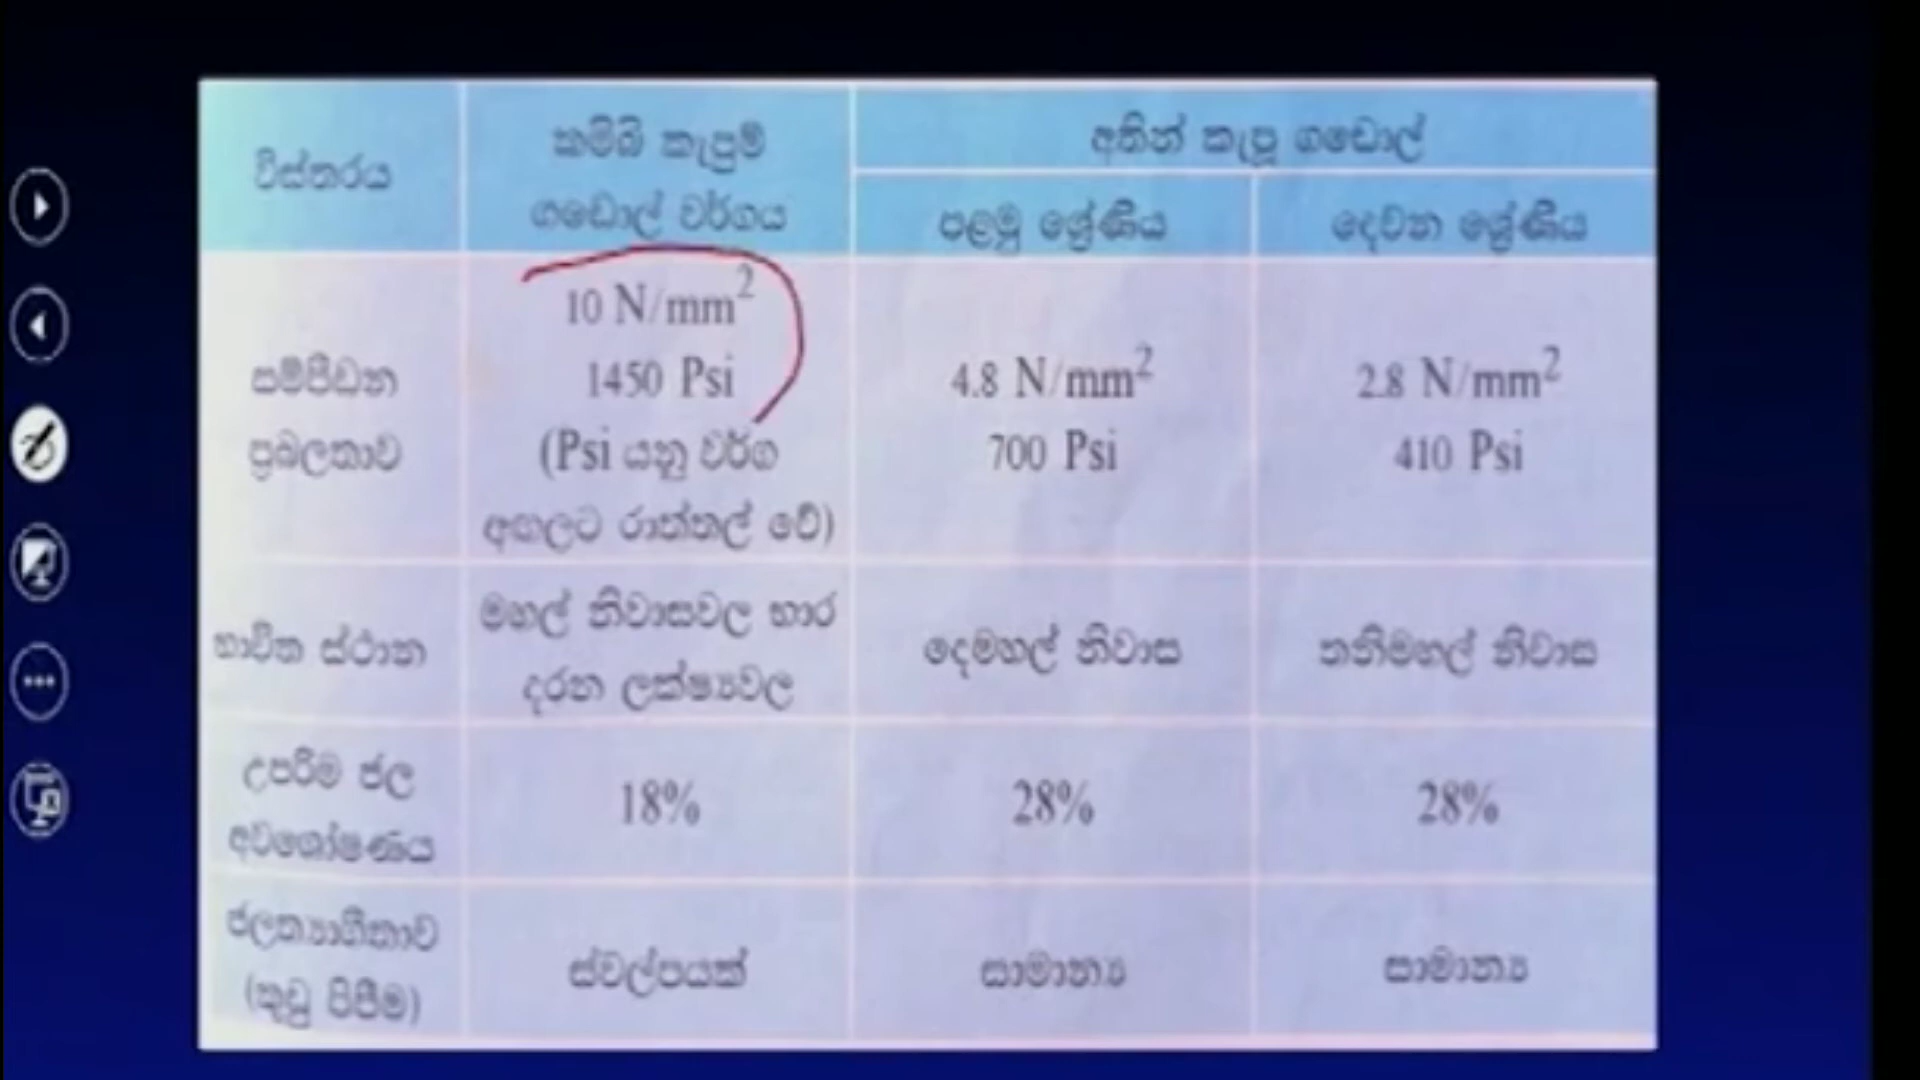 විස්තරය
කම්බි කැපුම්
ගඩොල් වර්ගය
අතින් කැපූ ගඩොල්
පළමු ශ්‍රේණිය
දෙවන ශ්‍රේණිය
සම්පීඩන
ප්‍රබලතාව
10 N/mm²
1450 Psi
(Psi යනු වර්ග
අඟලට රාත්තල් වේ)
4.8 N/mm²
700 Psi
2.8 N/mm²
410 Psi
භාවිත ස්ථාන
මහල් නිවාසවල භාර
දරන ලක්ෂ්‍යවල
දෙමහල් නිවාස
තනිමහල් නිවාස
උපරිම ජල
අවශෝෂණය
18%
28%
28%
ජලත්‍යාගීතාව
(කුඩු පිපීම)
ස්වල්පයක්
සාමාන්‍ය
සාමාන්‍ය